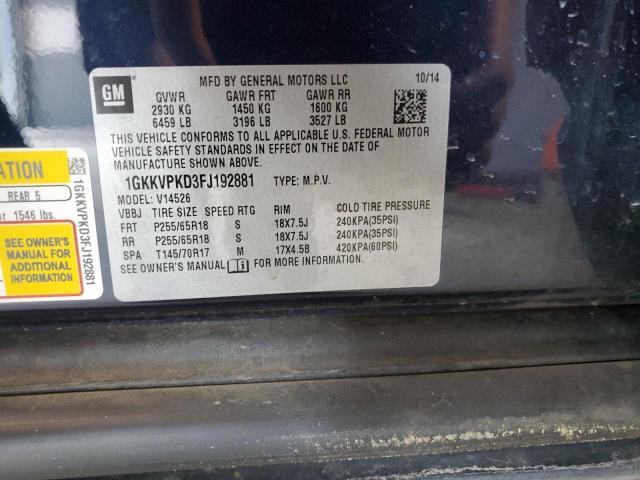 GM
MFD BY GENERAL MOTORS LLC 10/14
GVWR GAWR FRT GAWR RR
2930 KG 1450 KG 1600 KG
6459 LB 3196 LB 3527 LB
THIS VEHICLE CONFORMS TO ALL APPLICABLE U.S. FEDERAL MOTOR
VEHICLE SAFETY STANDARDS IN EFFECT ON THE DATE OF
MANUFACTURE SHOWN ABOVE.
1GKKVPKD3FJ192881 TYPE: M.P.V.
MODEL: V14526
VBBJ TIRE SIZE SPEED RTG RIM COLD TIRE PRESSURE
FRT P255/65R18 S 18X7.5J 240KPA(35PSI)
RR P255/65R18 S 18X7.5J 240KPA(35PSI)
SPA T145/70R17 M 17X4.5B 420KPA(60PSI)
SEE OWNER'S MANUAL FOR MORE INFORMATION.
ATION
REAR 5
1546 lbs.
SEE OWNER'S
MANUAL FOR
ADDITIONAL
INFORMATION
1GKKVPKD3FJ192881